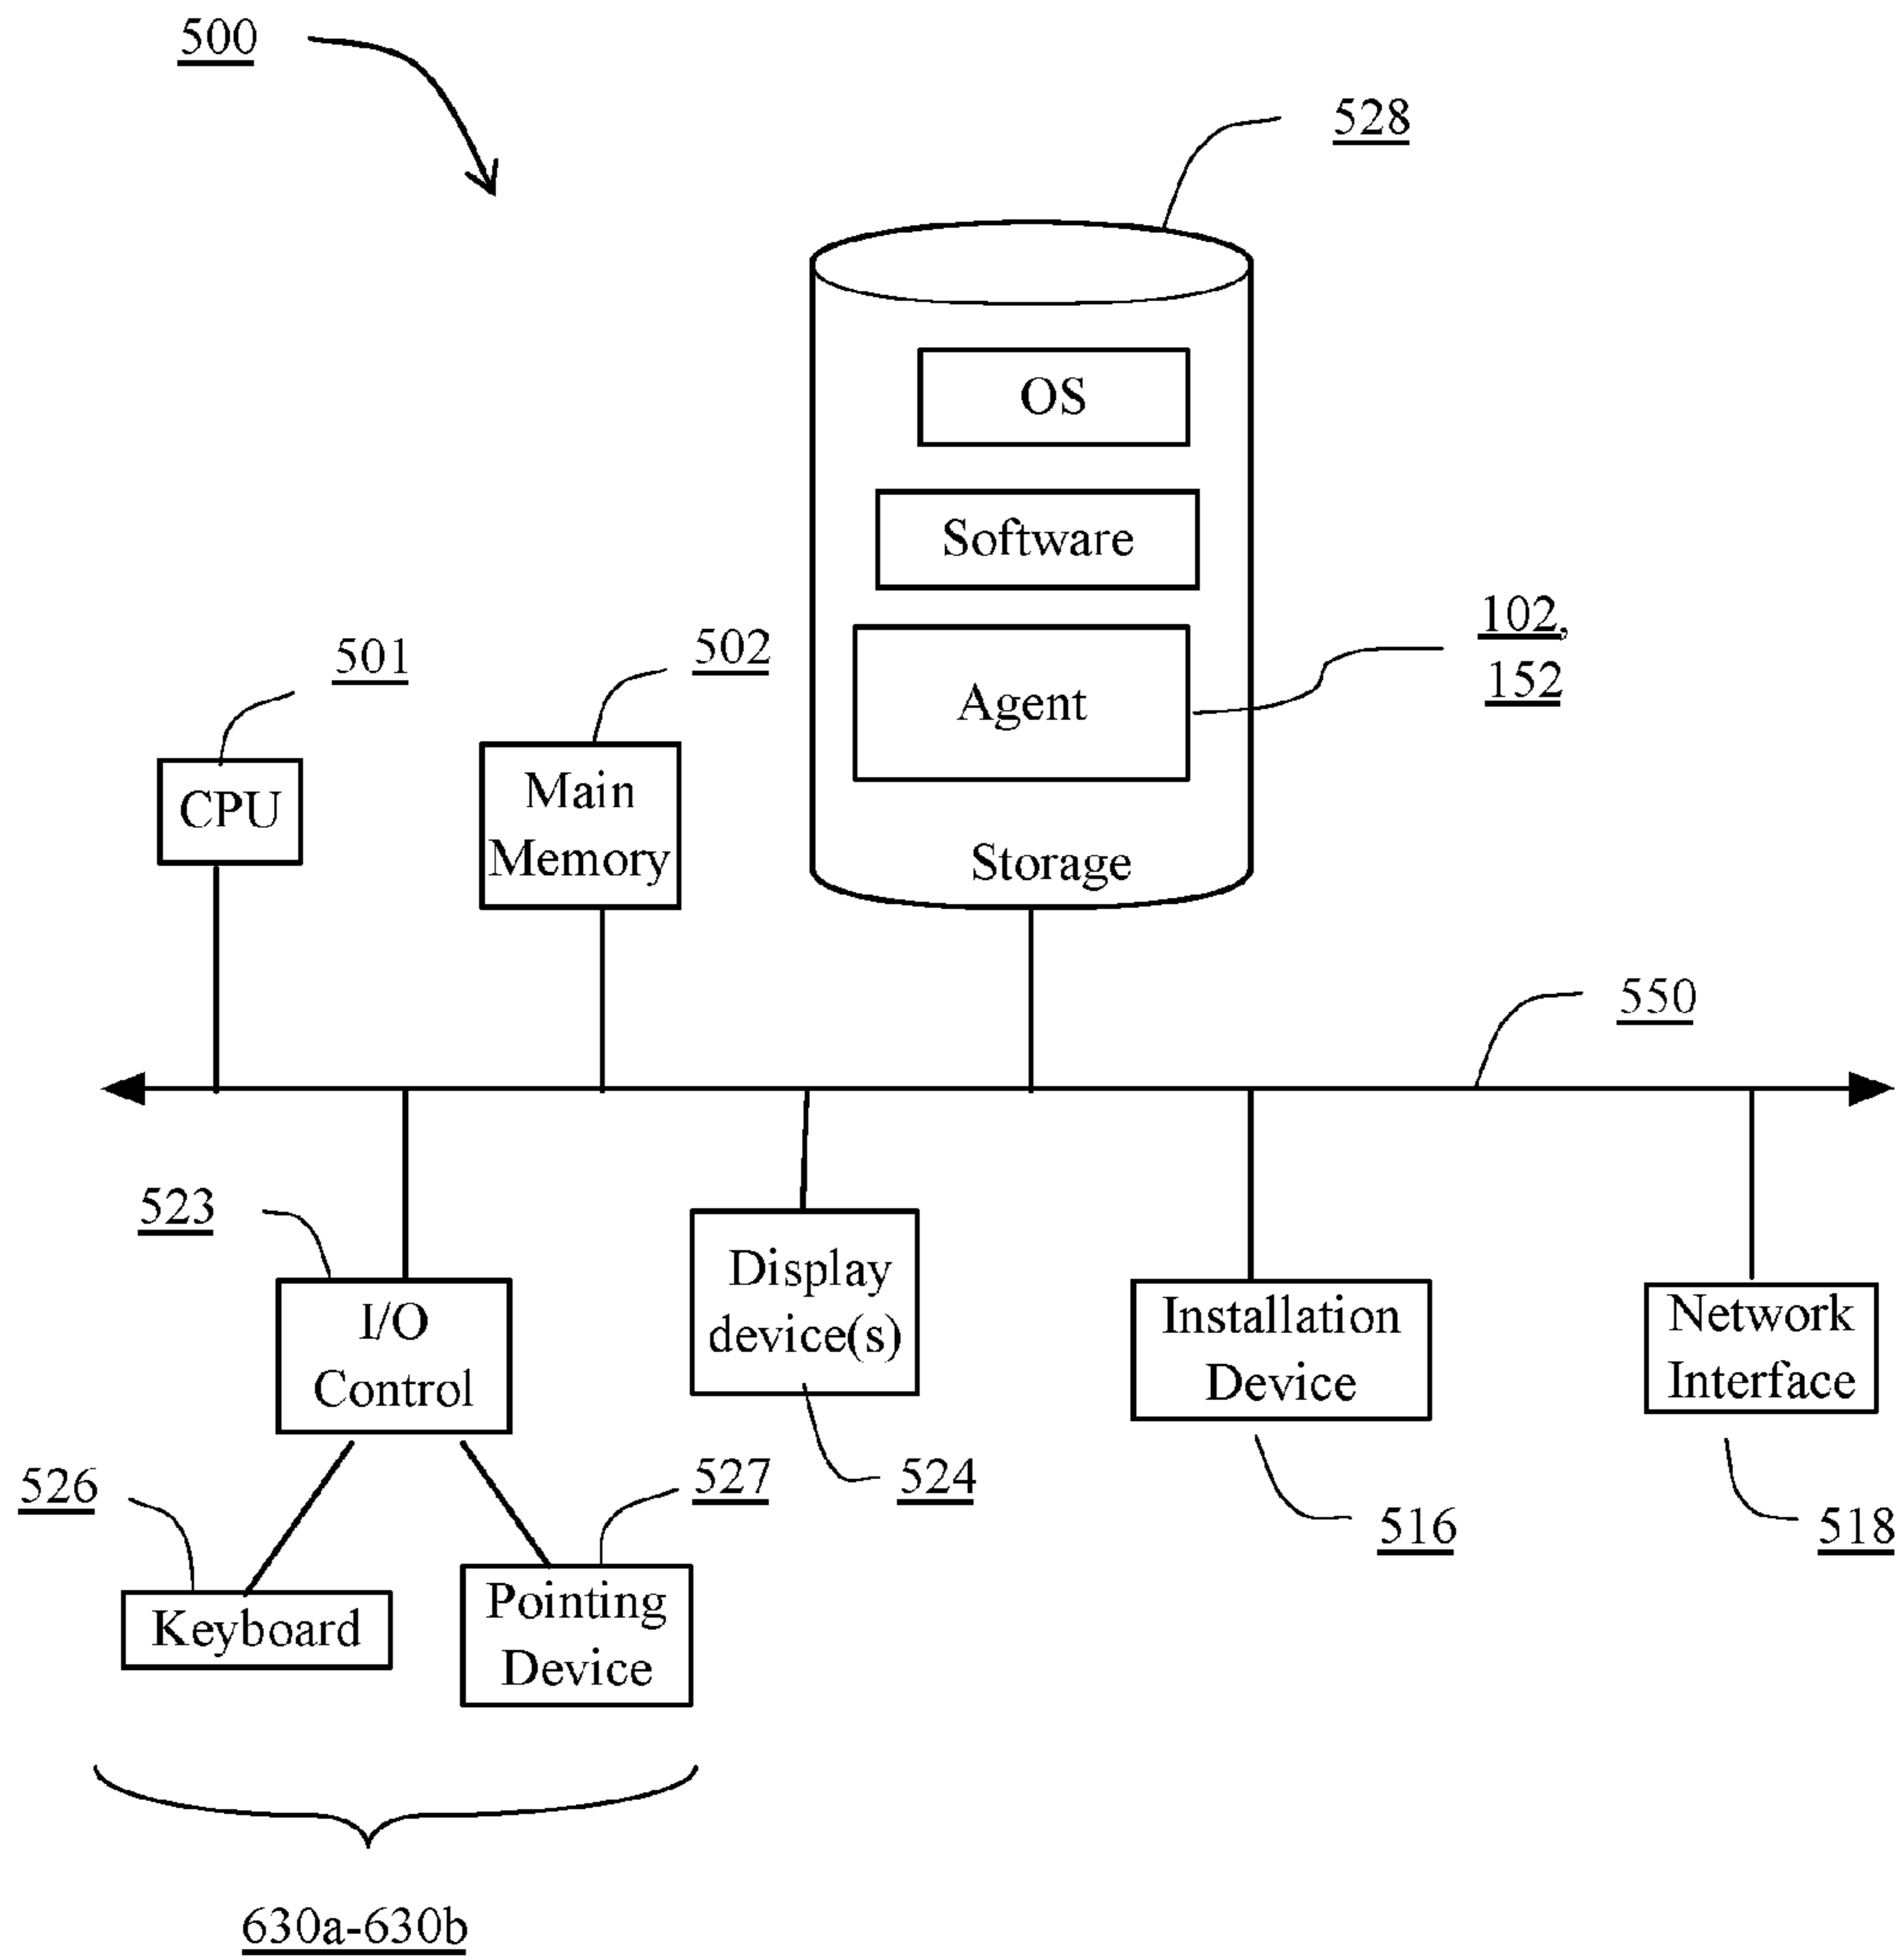 500
528
OS
Software
102,
152
Agent
501
502
CPU
Main
Memory
Storage
550
523
I/O
Control
Display
device(s)
Installation
Device
Network
Interface
526
527
524
516
518
Keyboard
Pointing
Device
630a-630b